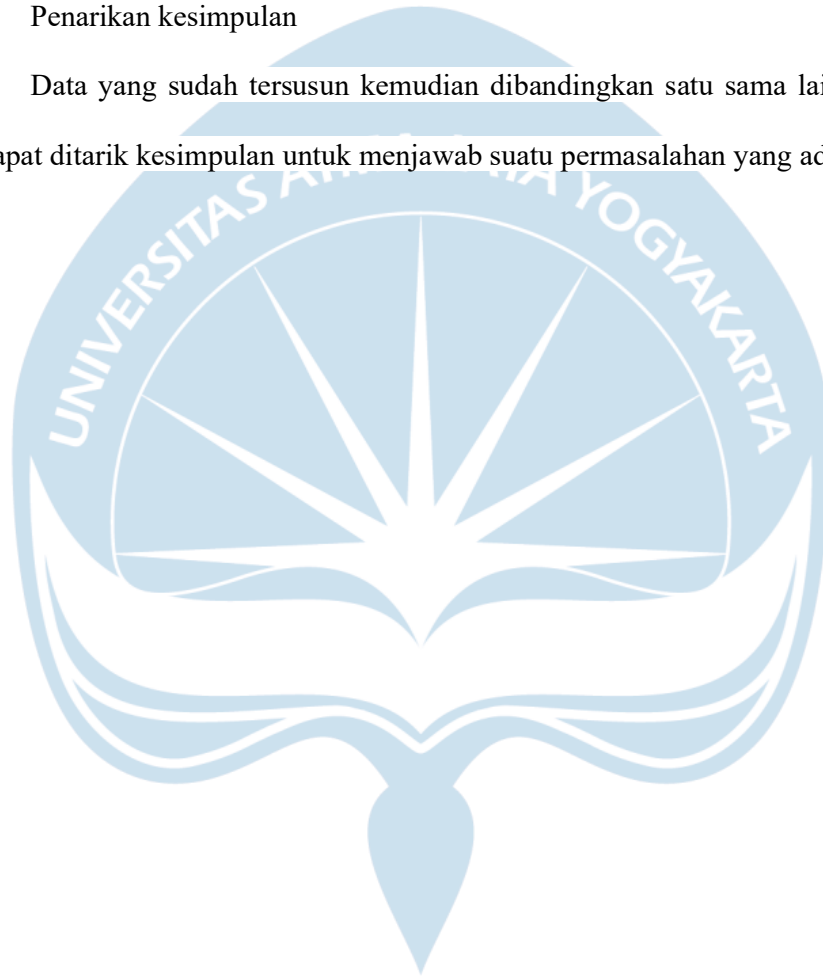 Penarikan kesimpulan
Data yang sudah tersusun kemudian dibandingkan satu sama lai
apat ditarik kesimpulan untuk menjawab suatu permasalahan yang ad
UNIVERSITAS YOGYAKARTA